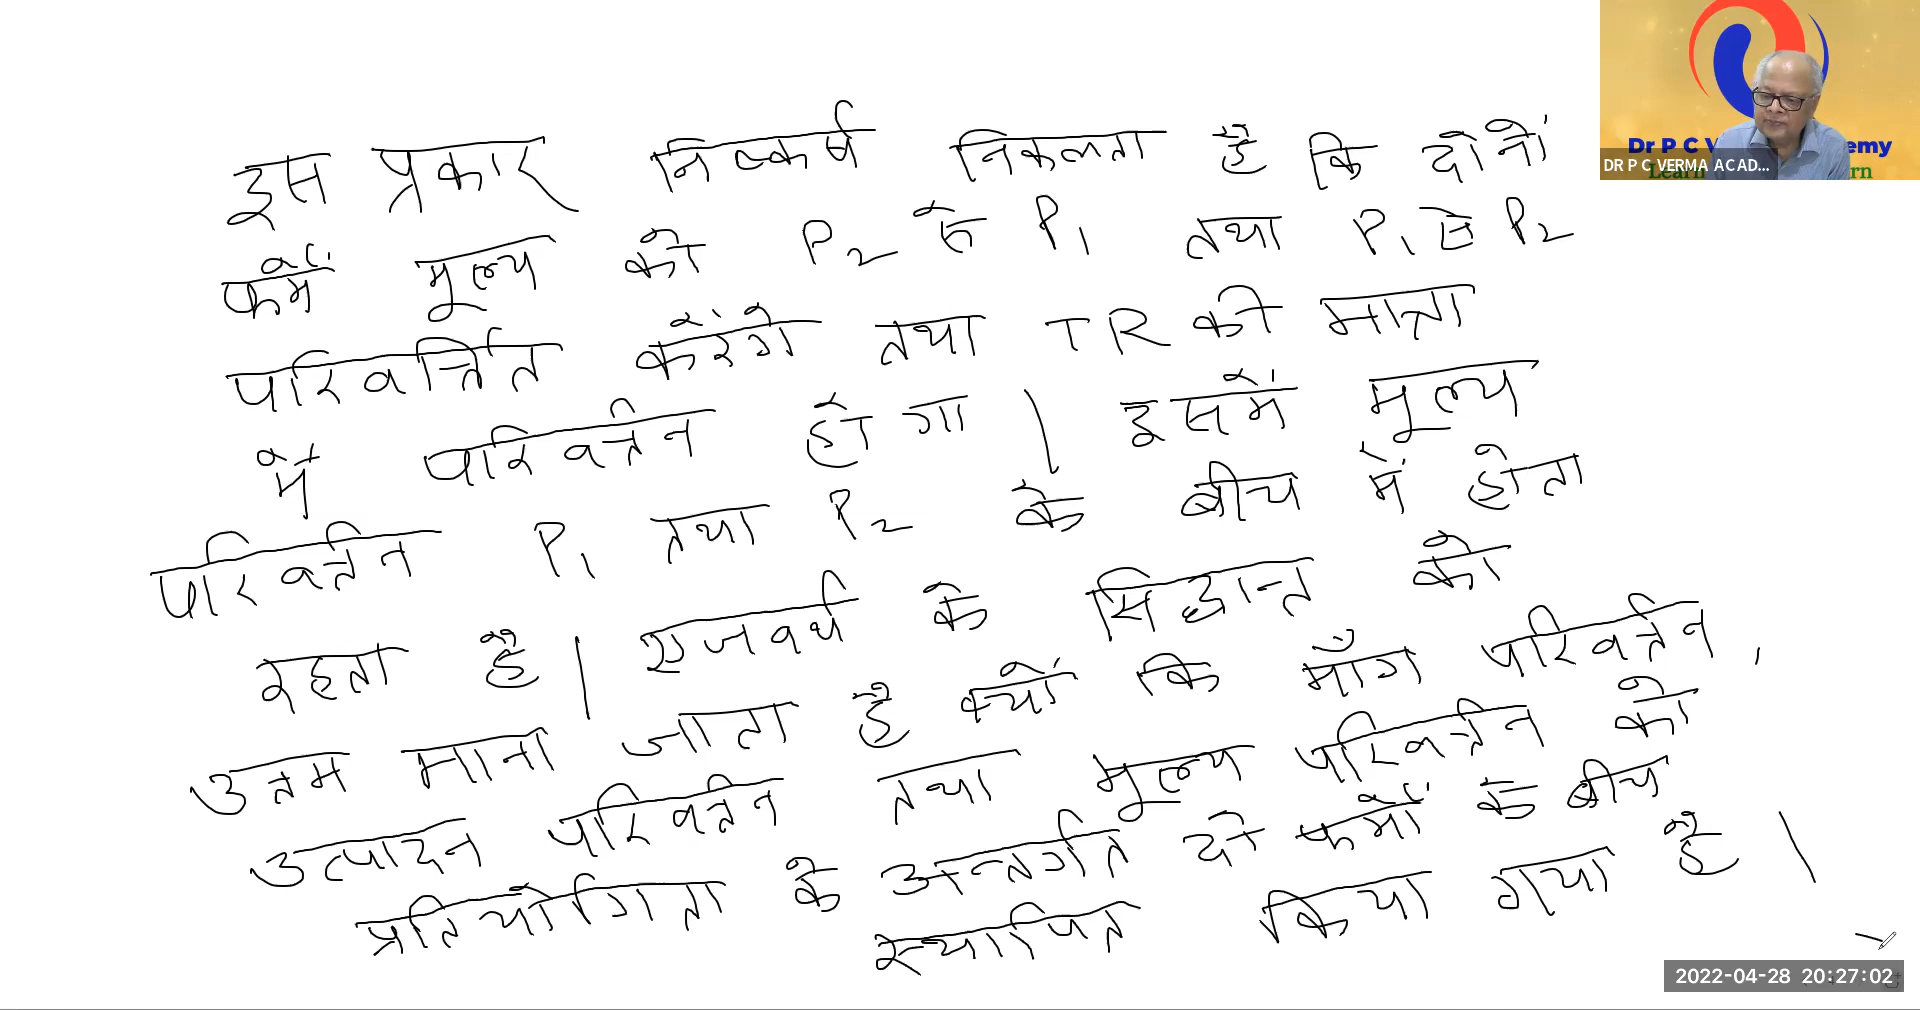 इस प्रकार निष्कर्ष निकलता है कि दोनों
फर्में मूल्य को P2 से P1 तथा P1 से P2
परिवर्त्तित करेंगे तथा TR की मात्रा
में परिवर्त्तन होगा । इसमें मूल्य
परिवर्त्तन P1 तथा P2 के बीच में होता
रहता है । एजवर्थ के सिद्धान्त को
उत्तम माना जाता है क्योंकि माँग परिवर्त्तन ,
उत्पादन परिवर्त्तन तथा मूल्य परिवर्त्तन को
प्रतियोगिता के अन्तर्गत दो फर्मों के बीच
स्थापित किया गया है ।
Dr P C V emy
DR P C VERMA ACAD...
Learn rn
2022-04-28 20:27:02